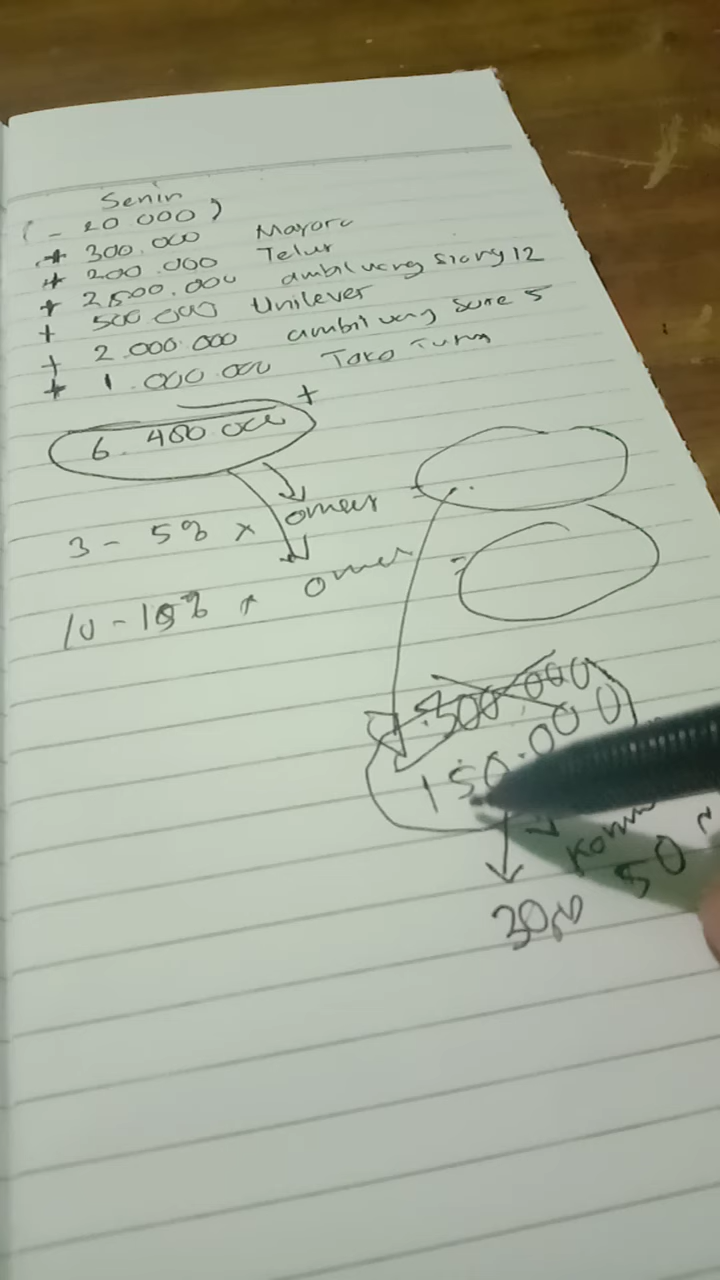 Senin
(- 20 000)
+ 300.000 Mayora
+ 200.000 Telur
+ 2.500.000 ambil uang siang 12
+ 500.000 Unilever
+ 2.000.000 ambil uang sore 5
+ 1.000.000 Toko
+
6.480.000
3 - 5% x omset =
10 - 15% x omset =
300.000
150.000
50
30